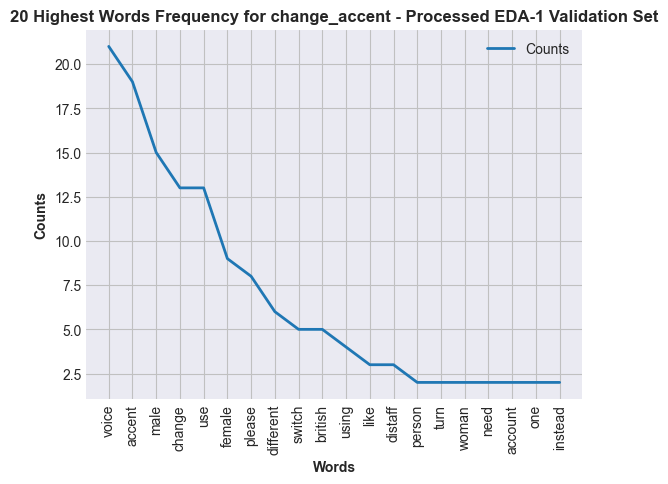 20 Highest Words Frequency for change_accent - Processed EDA-1 Validation Set
Counts
20.0
17.5
15.0
12.5
10.0
7.5
5.0
2.5
Counts
voice
accent
male
change
use
female
please
different
switch
british
using
like
distaff
person
turn
woman
need
account
one
instead
Words